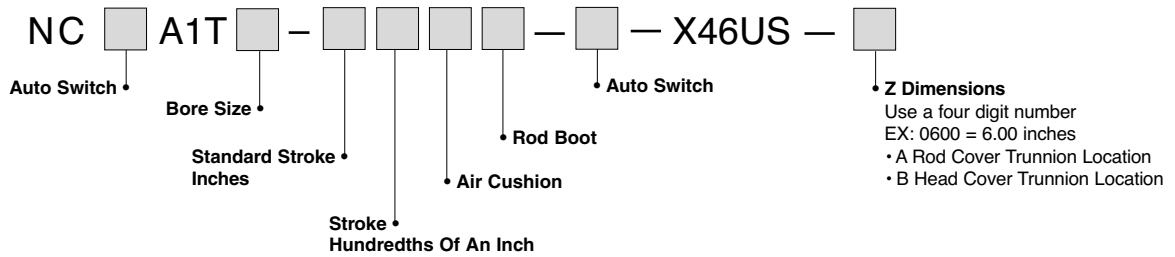 NC A1T – — — X46US —
Auto Switch
Bore Size
Standard Stroke
Inches
Stroke
Hundredths Of An Inch
Air Cushion
Rod Boot
Auto Switch
Z Dimensions
Use a four digit number
EX: 0600 = 6.00 inches
• A Rod Cover Trunnion Location
• B Head Cover Trunnion Location